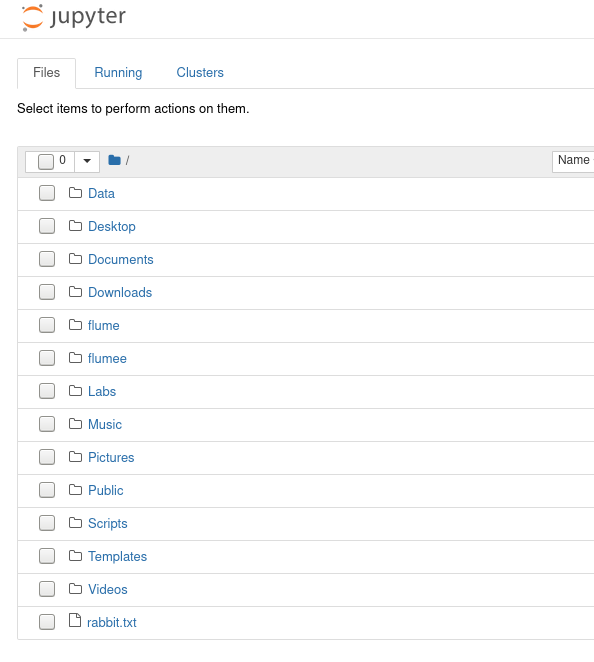 jupyter
Files Running Clusters
Select items to perform actions on them.
0 / Name
Data
Desktop
Documents
Downloads
flume
flumee
Labs
Music
Pictures
Public
Scripts
Templates
Videos
rabbit.txt